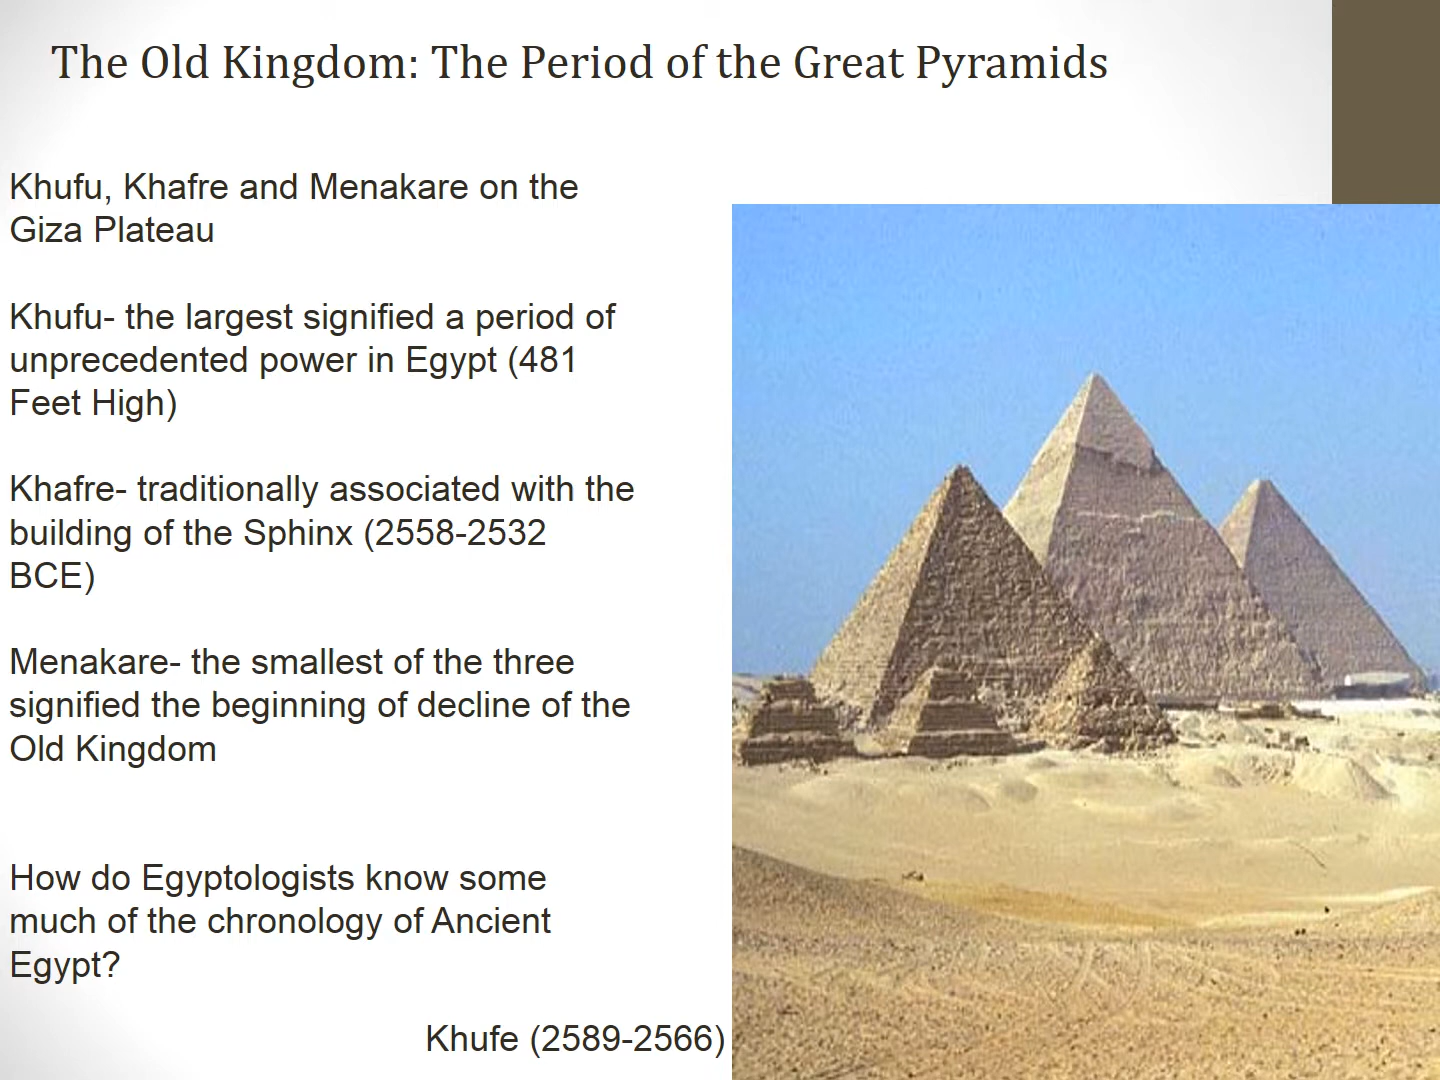 The Old Kingdom: The Period of the Great Pyramids
Khufu, Khafre and Menakare on the
Giza Plateau
Khufu- the largest signified a period of
unprecedented power in Egypt (481
Feet High)
Khafre- traditionally associated with the
building of the Sphinx (2558-2532
BCE)
Menakare- the smallest of the three
signified the beginning of decline of the
Old Kingdom
How do Egyptologists know some
much of the chronology of Ancient
Egypt?
Khufe (2589-2566)